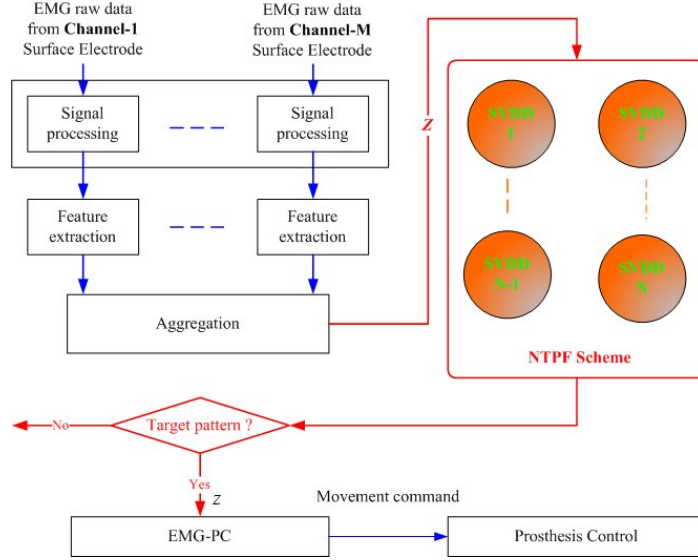 EMG raw data
from Channel-1
Surface Electrode
EMG raw data
from Channel-M
Surface Electrode
Signal
processing
Signal
processing
Feature
extraction
Feature
extraction
Aggregation
Z
SVDD
1
SVDD
2
SVDD
N-1
SVDD
N
NTPF Scheme
Target pattern ?
No
Yes
Z
EMG-PC
Movement command
Prosthesis Control